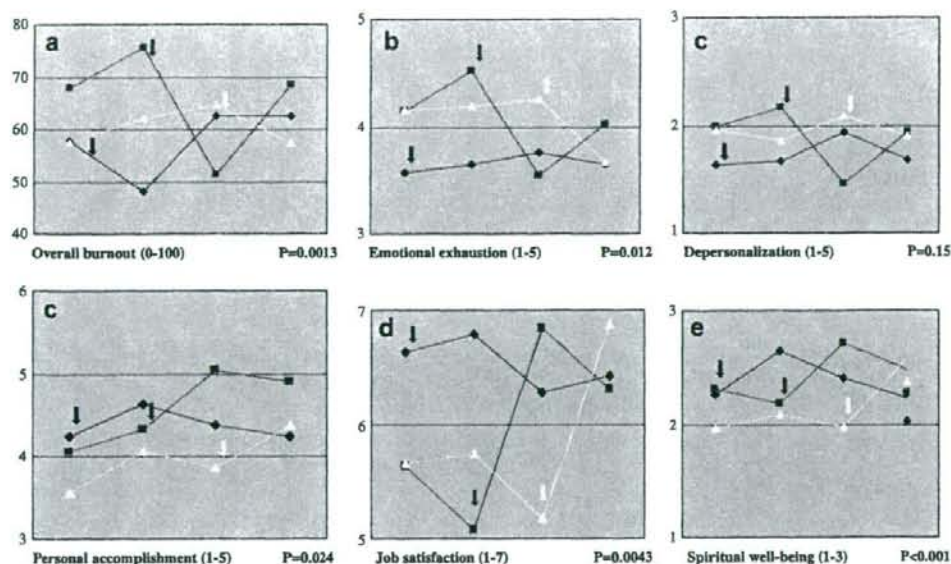 a
80
70
60
50
40
Overall burnout (0-100) P=0.0013
b
5
4
3
Emotional exhaustion (1-5) P=0.012
c
3
2
1
Depersonalization (1-5) P=0.15
c
6
5
4
3
Personal accomplishment (1-5) P=0.024
d
7
6
5
Job satisfaction (1-7) P=0.0043
e
3
2
1
Spiritual well-being (1-3) P<0.001